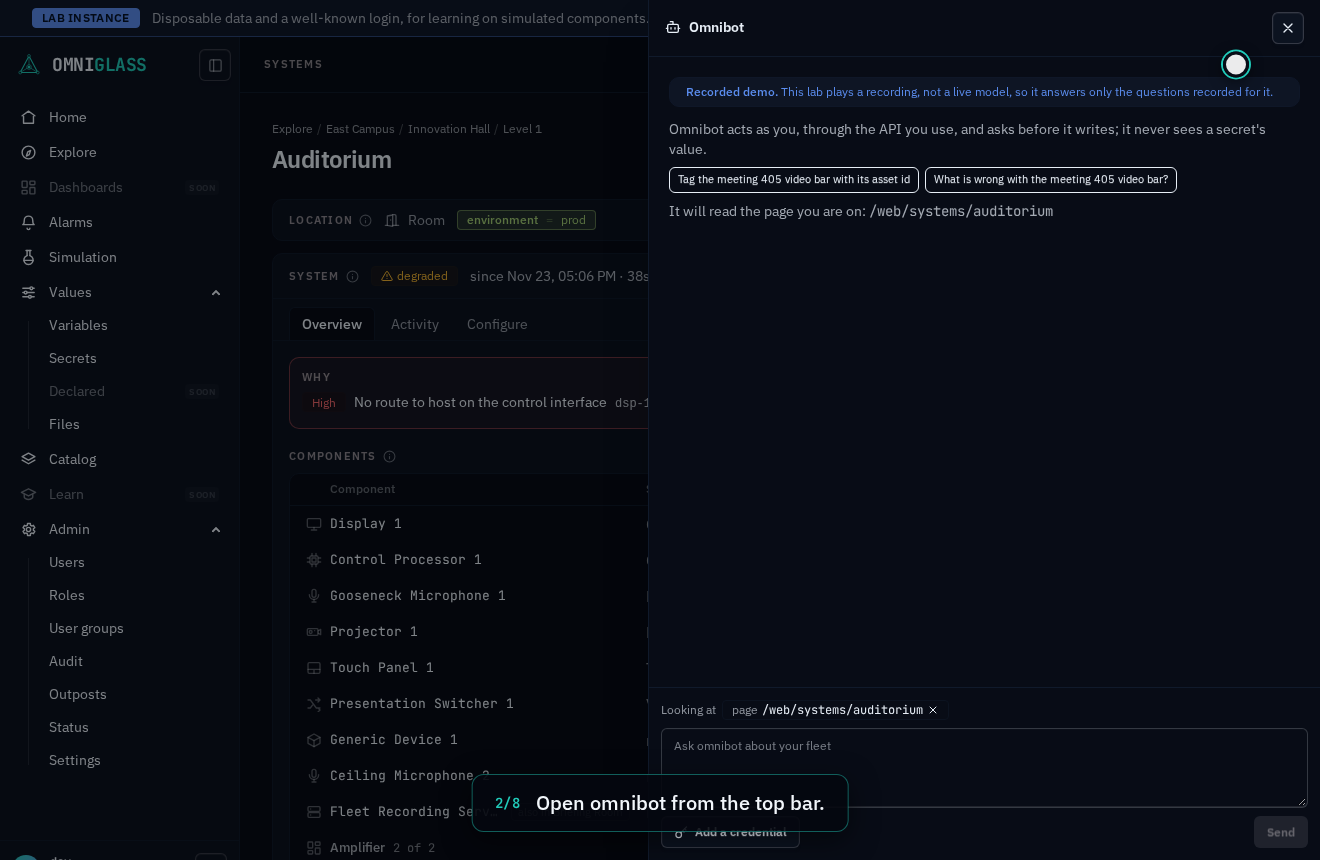 LAB INSTANCE Disposable data and a well-known login, for learning on simulated components.
OMNIGLASS
Home
Explore
Dashboards SOON
Alarms
Simulation
Values
Variables
Secrets
Declared SOON
Files
Catalog
Learn SOON
Admin
Users
Roles
User groups
Audit
Outposts
Status
Settings
SYSTEMS
Explore / East Campus / Innovation Hall / Level 1
Auditorium
LOCATION Room environment = prod
SYSTEM degraded since Nov 23, 05:06 PM · 38s
Overview Activity Configure
WHY
High No route to host on the control interface dsp-1
COMPONENTS
Component
Display 1
Control Processor 1
Gooseneck Microphone 1
Projector 1
Touch Panel 1
Presentation Switcher 1
Generic Device 1
Ceiling Microphone
Fleet Recording
Amplifier 2 of 2
Omnibot
Recorded demo. This lab plays a recording, not a live model, so it answers only the questions recorded for it.
Omnibot acts as you, through the API you use, and asks before it writes; it never sees a secret's
value.
Tag the meeting 405 video bar with its asset id What is wrong with the meeting 405 video bar?
It will read the page you are on: /web/systems/auditorium
Looking at page /web/systems/auditorium
Ask omnibot about your fleet
2/8 Open omnibot from the top bar.
Add a credential
Send